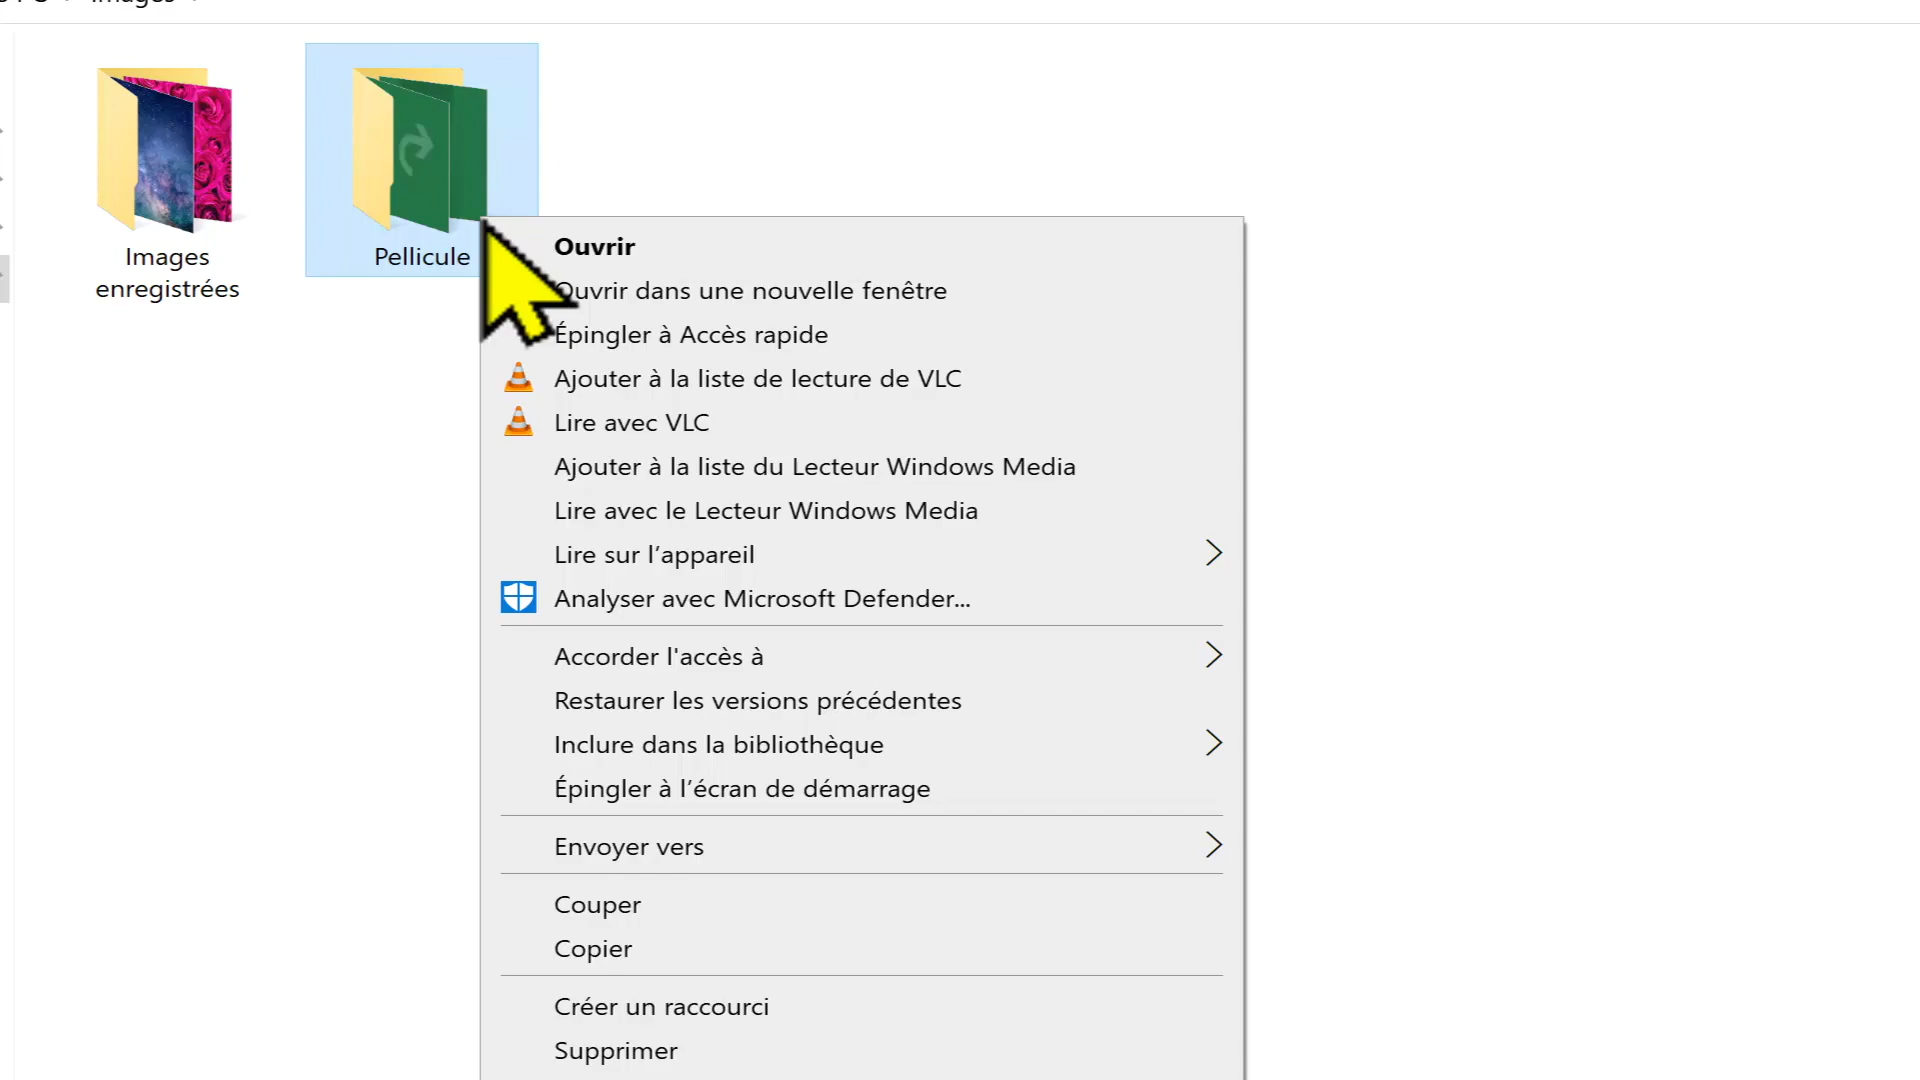 Images
Images
enregistrées
Pellicule
Ouvrir
Ouvrir dans une nouvelle fenêtre
Épingler à Accès rapide
Ajouter à la liste de lecture de VLC
Lire avec VLC
Ajouter à la liste du Lecteur Windows Media
Lire avec le Lecteur Windows Media
Lire sur l’appareil
Analyser avec Microsoft Defender...
Accorder l'accès à
Restaurer les versions précédentes
Inclure dans la bibliothèque
Épingler à l’écran de démarrage
Envoyer vers
Couper
Copier
Créer un raccourci
Supprimer